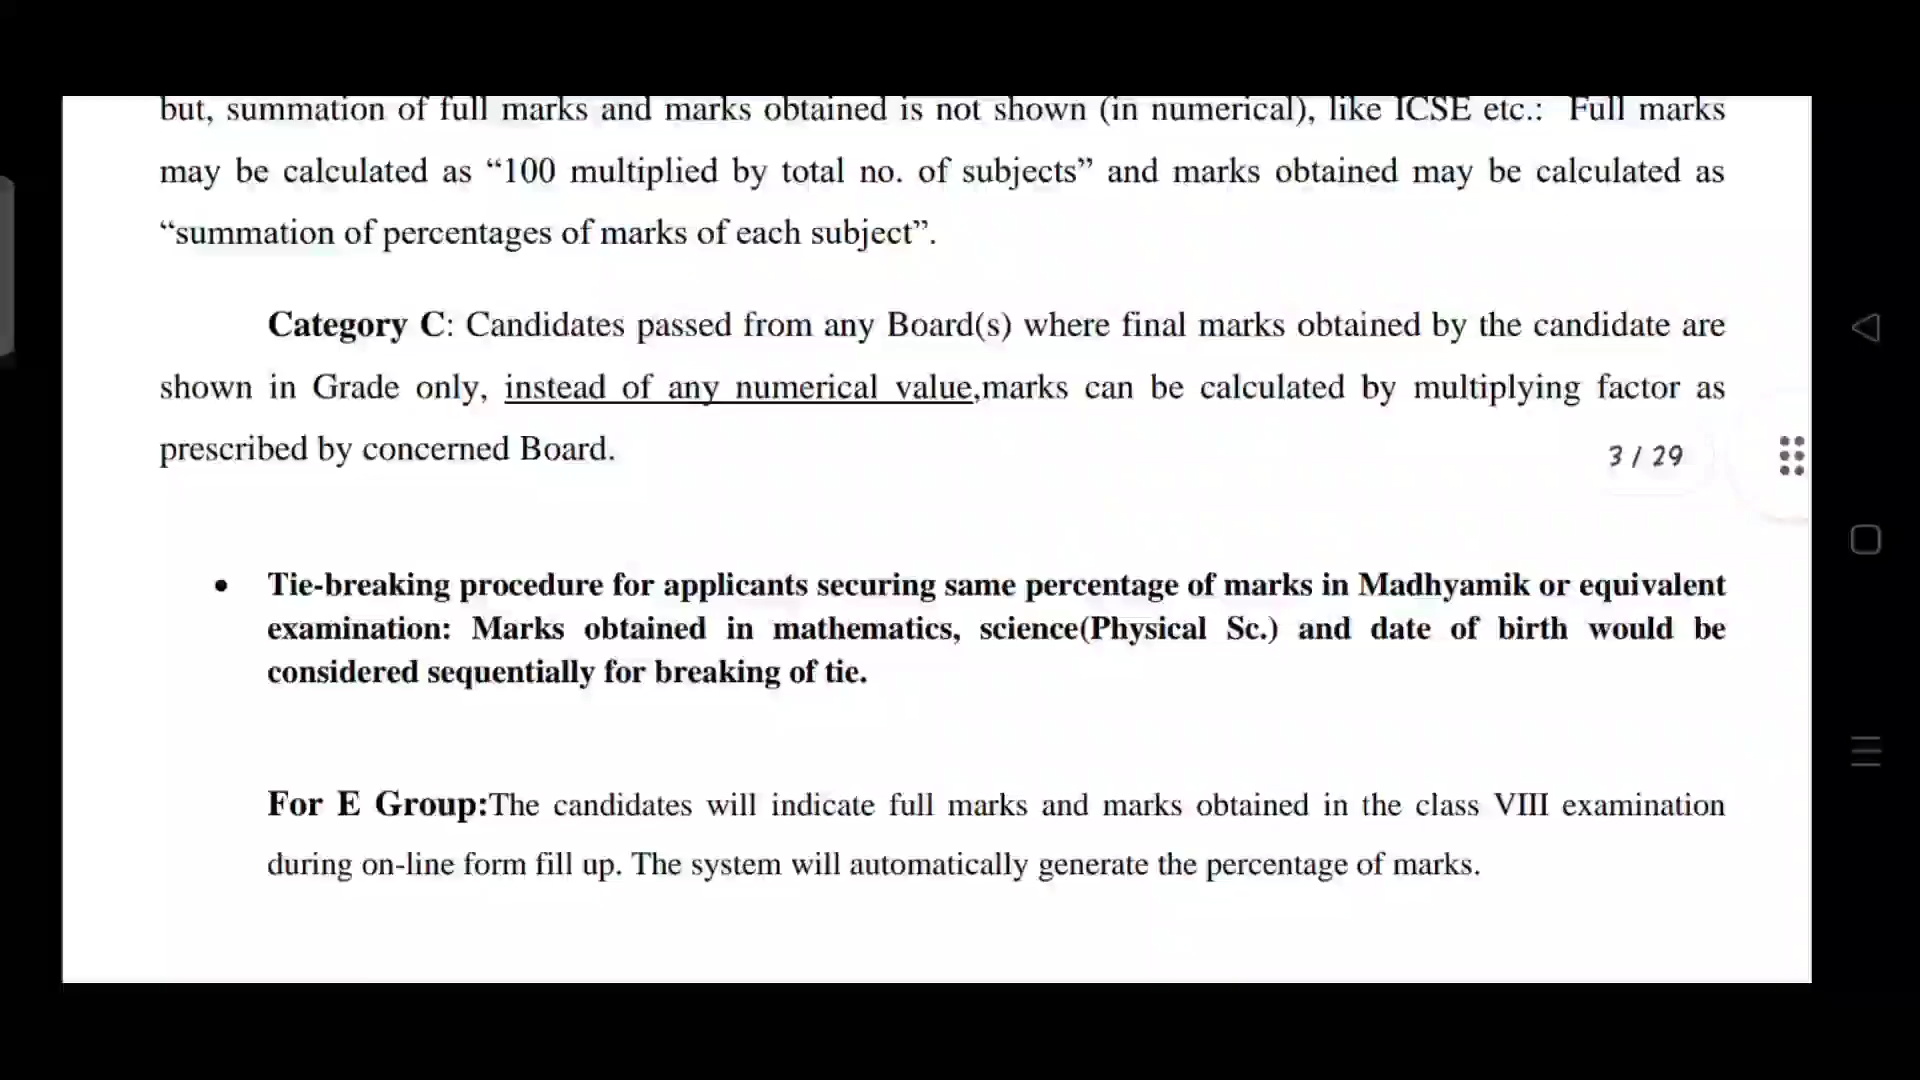 but, summation of full marks and marks obtained is not shown (in numerical), like ICSE etc.: Full marks
may be calculated as “100 multiplied by total no. of subjects” and marks obtained may be calculated as
“summation of percentages of marks of each subject”.
Category C: Candidates passed from any Board(s) where final marks obtained by the candidate are
shown in Grade only, instead of any numerical value,marks can be calculated by multiplying factor as
prescribed by concerned Board.
3 / 29
• Tie-breaking procedure for applicants securing same percentage of marks in Madhyamik or equivalent
examination: Marks obtained in mathematics, science(Physical Sc.) and date of birth would be
considered sequentially for breaking of tie.
For E Group:The candidates will indicate full marks and marks obtained in the class VIII examination
during on-line form fill up. The system will automatically generate the percentage of marks.